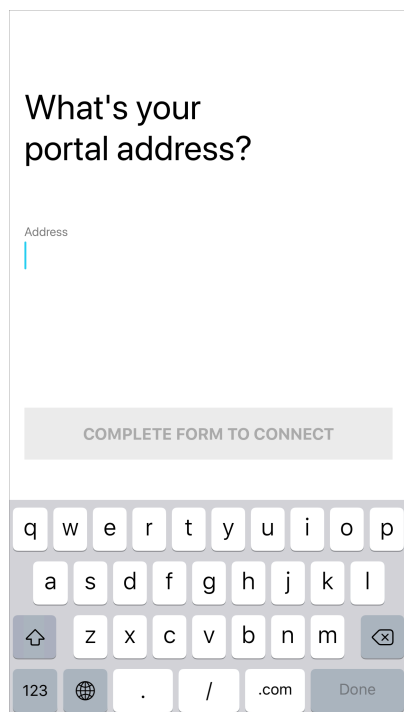 What's your
portal address?
Address
COMPLETE FORM TO CONNECT
q w e r t y u i o p
a s d f g h j k l
z x c v b n m
123 . / .com Done